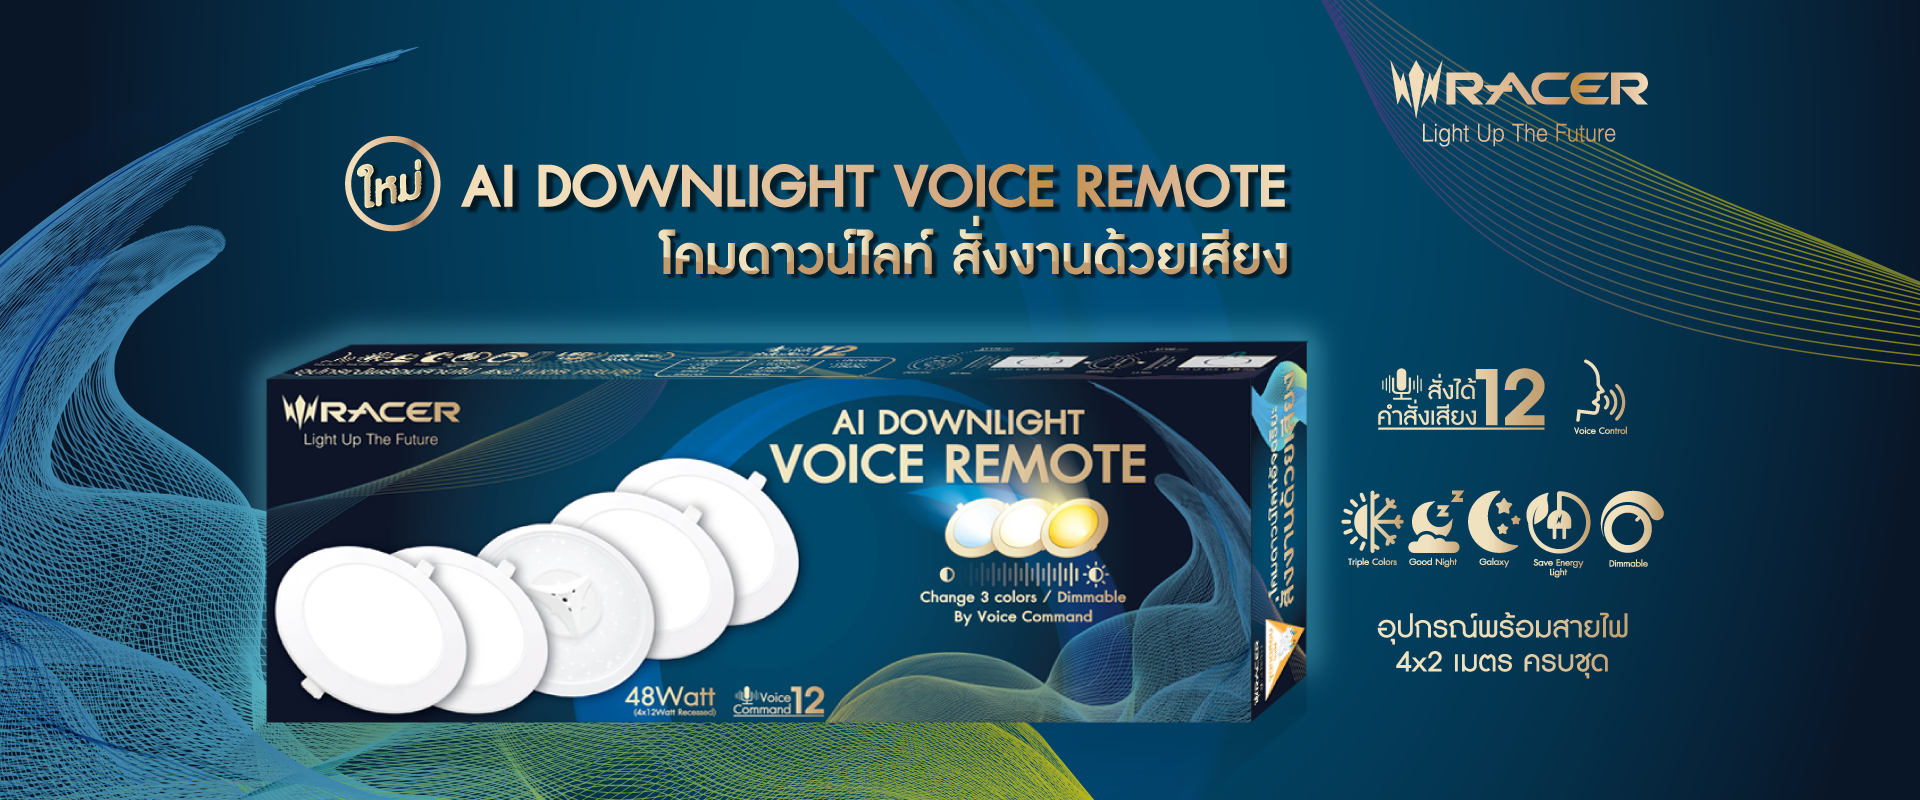 RACER
Light Up The Future
ใหม่
AI DOWNLIGHT VOICE REMOTE
โคมดาวน์ไลท์ สั่งงานด้วยเสียง
RACER
Light Up The Future
AI DOWNLIGHT
VOICE REMOTE
Change 3 colors / Dimmable
By Voice Command
48Watt
(4x12Watt Recessed)
Voice
Command 12
RACER
สั่งได้ 12
คำสั่งเสียง
Voice Control
Triple Colors
Good Night
Galaxy
Save Energy
Light
Dimmable
อุปกรณ์พร้อมสายไฟ
4x2 เมตร ครบชุด